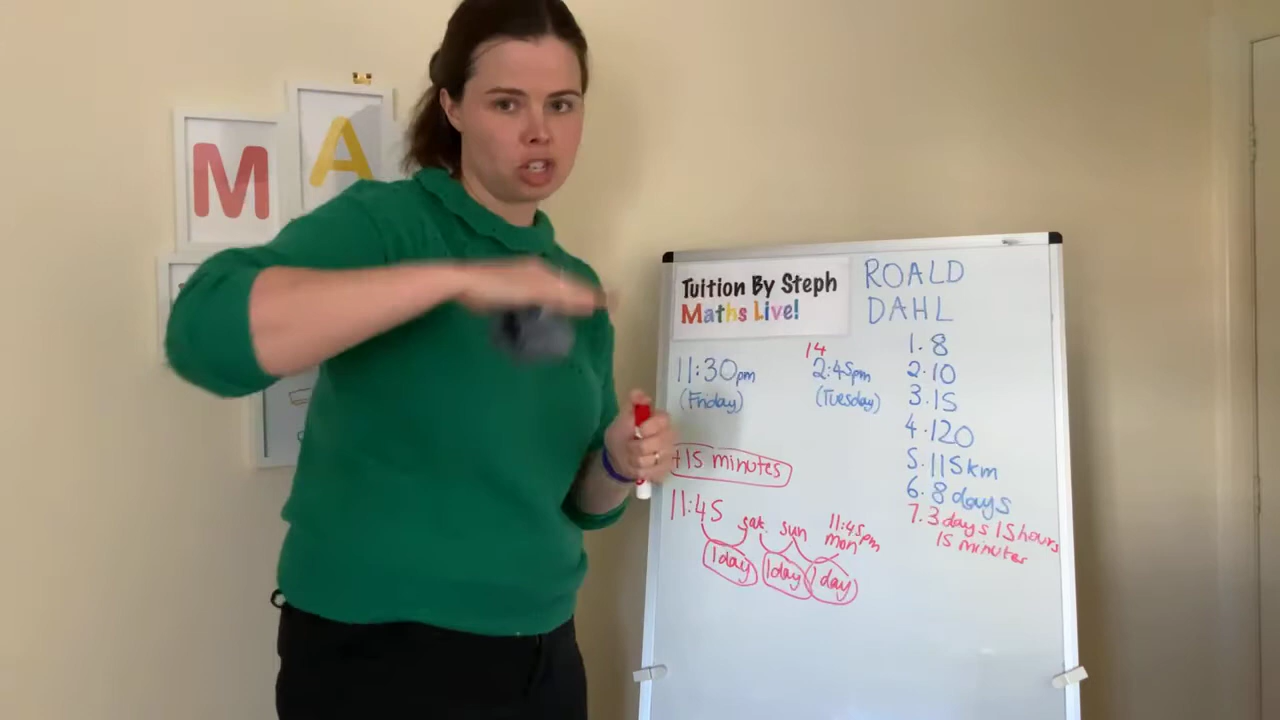 M
A
Tuition By Steph
Maths Live!
ROALD
DAHL
11:30pm
(Friday)
14
2:45pm
(Tuesday)
+15 minutes
11:45
sat.
sun
11:45pm
mon
1day
1day
1day
1.8
2.10
3.15
4.120
5.115km
6.8 days
7.3 days 15hours
15 minutes